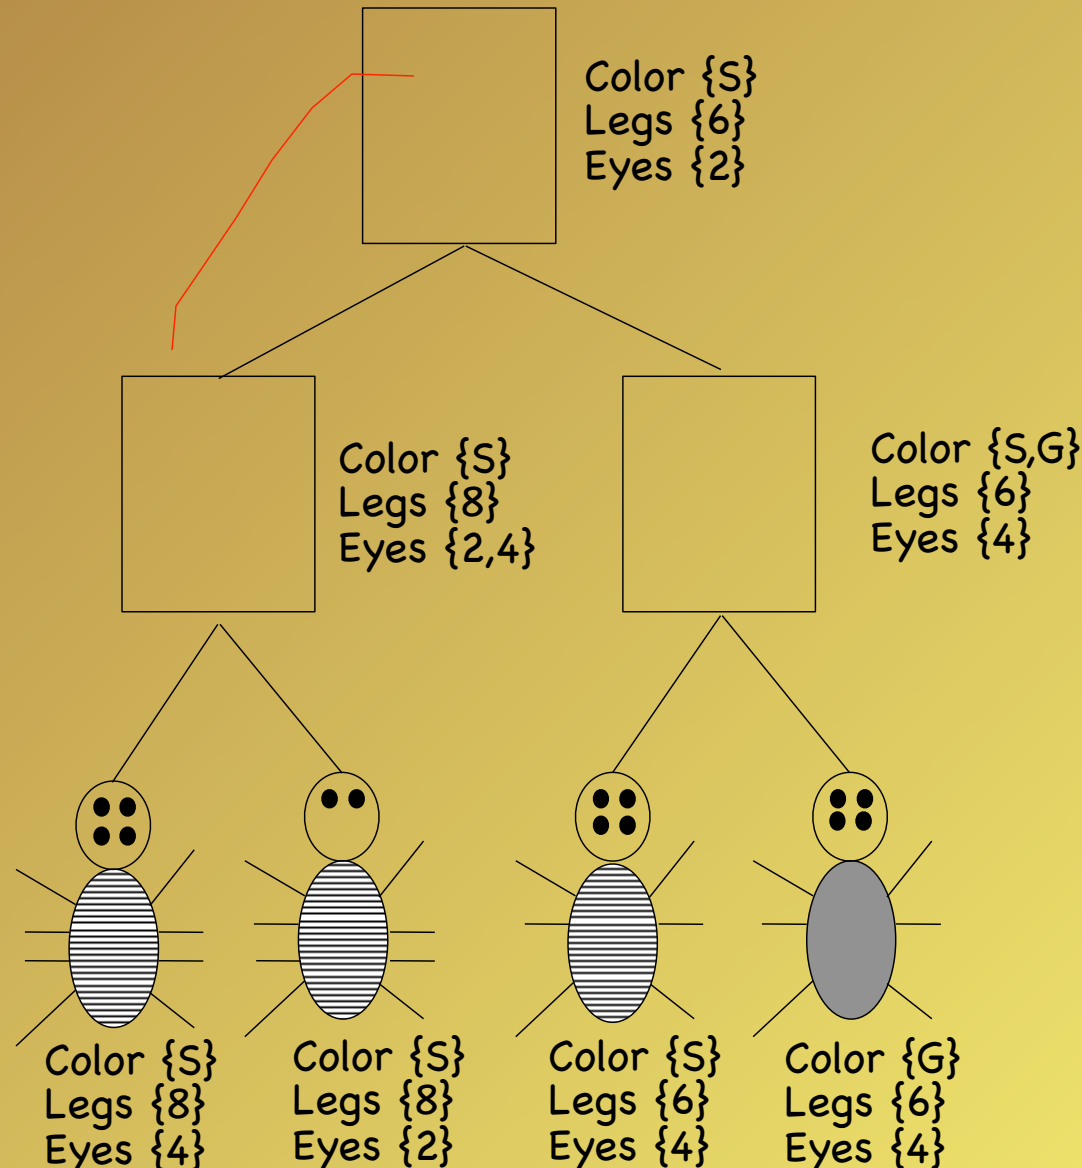 Color {S}
Legs {6}
Eyes {2}
Color {S}
Legs {8}
Eyes {2,4}
Color {S,G}
Legs {6}
Eyes {4}
Color {S}
Legs {8}
Eyes {4}
Color {S}
Legs {8}
Eyes {2}
Color {S}
Legs {6}
Eyes {4}
Color {G}
Legs {6}
Eyes {4}